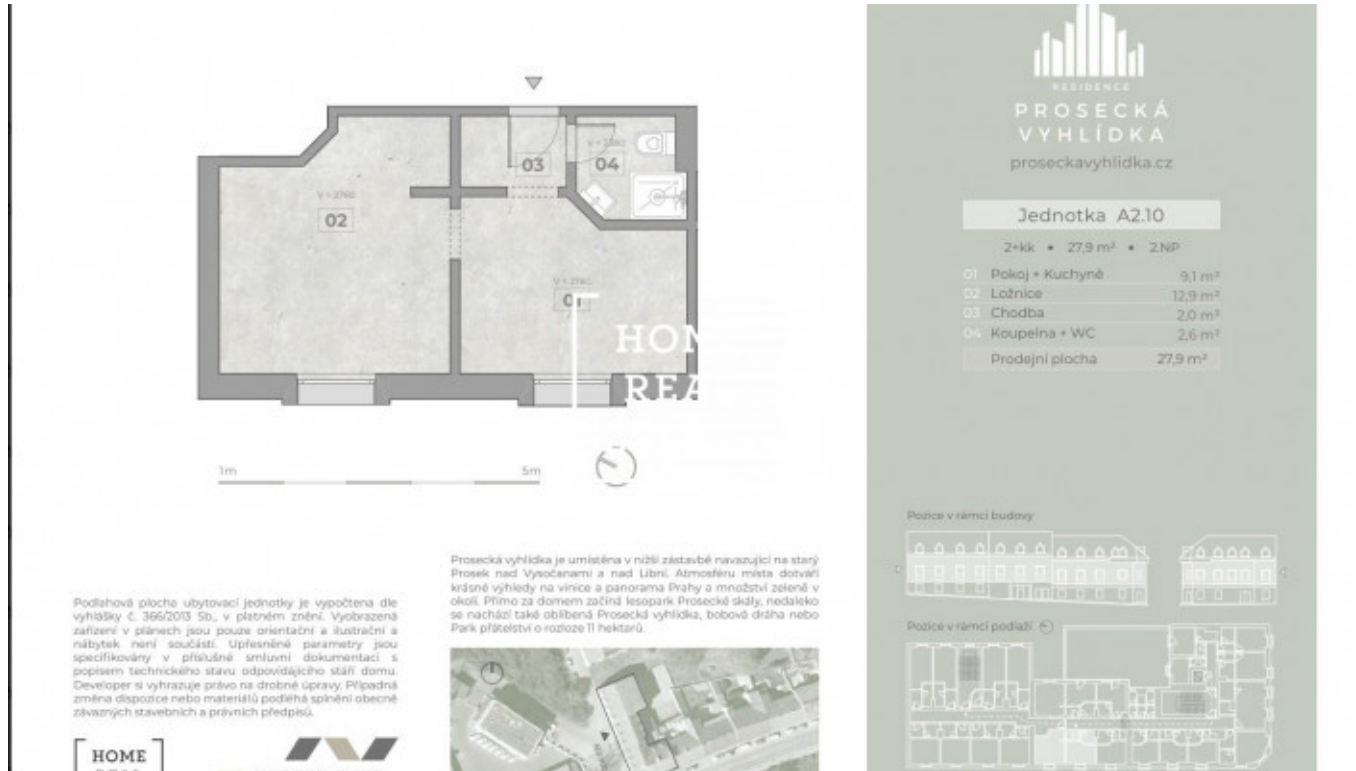 03
V = 2380
04
V = 2760
02
V = 2760
01
HOM
REA
1m
5m
Podlahová plocha ubytovací jednotky je vypočtena dle
vyhlášky č. 366/2013 Sb., v platném znění. Vyobrazená
zařízení v plánech jsou pouze orientační a ilustrační a
nábytek není součástí. Upřesněné parametry jsou
specifikovány v příslušné smluvní dokumentaci s
popisem technického stavu odpovídajícího stáří domu.
Developer si vyhrazuje právo na drobné úpravy. Případná
změna dispozice nebo materiálů podléhá splnění obecně
závazných stavebních a právních předpisů.
HOME
Prosecká vyhlídka je umístěna v nižší zástavbě navazující na starý
Prosek nad Vysočanami a nad Libní. Atmosféru místa dotváří
krásné výhledy na vinice a panorama Prahy a množství zeleně v
okolí. Přímo za domem začíná lesopark Prosecké skály, nedaleko
se nachází také oblíbená Prosecká vyhlídka, bobová dráha nebo
Park přátelství o rozloze 11 hektarů.
RESIDENCE
PROSECKÁ
VYHLÍDKA
proseckavyhlidka.cz
Jednotka A2.10
2+kk • 27,9 m² • 2.NP
01 Pokoj + Kuchyně 9,1 m²
02 Ložnice 12,9 m²
03 Chodba 2,0 m²
04 Koupelna + WC 2,6 m²
Prodejní plocha 27,9 m²
Pozice v rámci budovy
Pozice v rámci podlaží